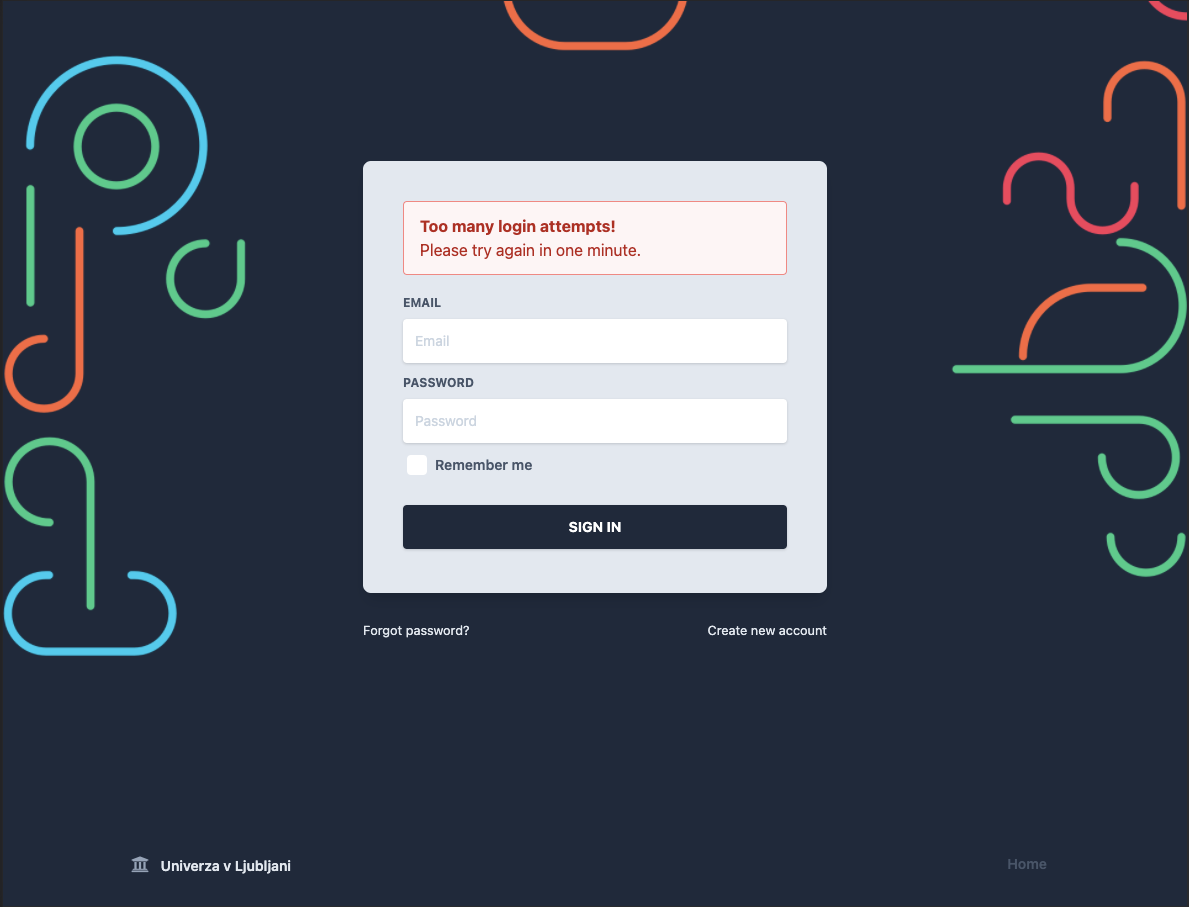 Too many login attempts!
Please try again in one minute.
EMAIL
Email
PASSWORD
Password
Remember me
SIGN IN
Forgot password?
Create new account
Univerza v Ljubljani
Home